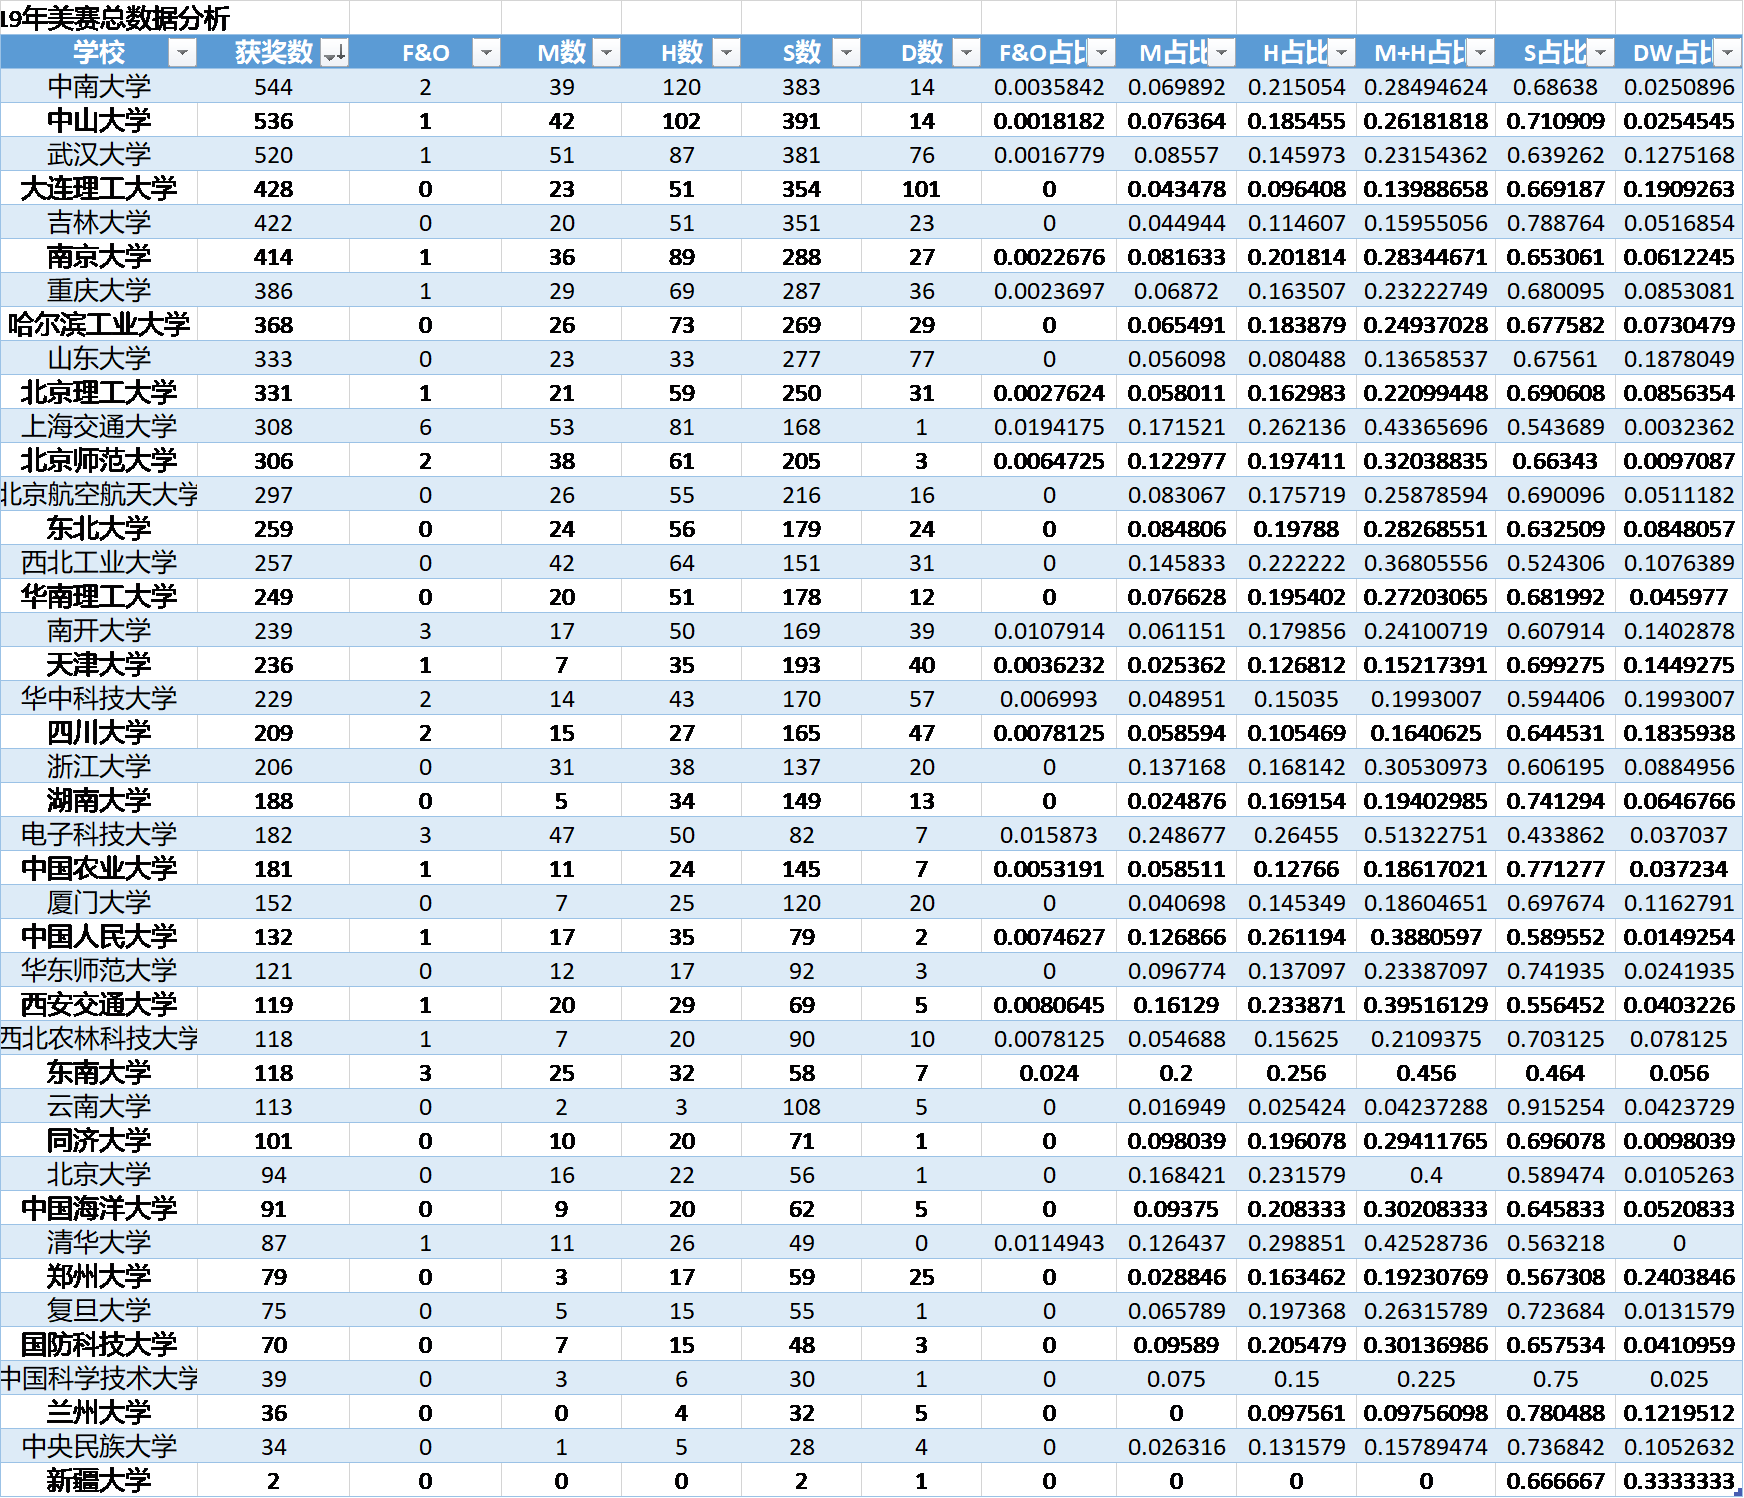 19年美赛总数据分析
学校 获奖数 F&O M数 H数 S数 D数 F&O占比 M占比 H占比 M+H占比 S占比 DW占比
中南大学 544 2 39 120 383 14 0.0035842 0.069892 0.215054 0.28494624 0.68638 0.0250896
中山大学 536 1 42 102 391 14 0.0018182 0.076364 0.185455 0.26181818 0.710909 0.0254545
武汉大学 520 1 51 87 381 76 0.0016779 0.08557 0.145973 0.23154362 0.639262 0.1275168
大连理工大学 428 0 23 51 354 101 0 0.043478 0.096408 0.13988658 0.669187 0.1909263
吉林大学 422 0 20 51 351 23 0 0.044944 0.114607 0.15955056 0.788764 0.0516854
南京大学 414 1 36 89 288 27 0.0022676 0.081633 0.201814 0.28344671 0.653061 0.0612245
重庆大学 386 1 29 69 287 36 0.0023697 0.06872 0.163507 0.23222749 0.680095 0.0853081
哈尔滨工业大学 368 0 26 73 269 29 0 0.065491 0.183879 0.24937028 0.677582 0.0730479
山东大学 333 0 23 33 277 77 0 0.056098 0.080488 0.13658537 0.67561 0.1878049
北京理工大学 331 1 21 59 250 31 0.0027624 0.058011 0.162983 0.22099448 0.690608 0.0856354
上海交通大学 308 6 53 81 168 1 0.0194175 0.171521 0.262136 0.43365696 0.543689 0.0032362
北京师范大学 306 2 38 61 205 3 0.0064725 0.122977 0.197411 0.32038835 0.66343 0.0097087
北京航空航天大学 297 0 26 55 216 16 0 0.083067 0.175719 0.25878594 0.690096 0.0511182
东北大学 259 0 24 56 179 24 0 0.084806 0.19788 0.28268551 0.632509 0.0848057
西北工业大学 257 0 42 64 151 31 0 0.145833 0.222222 0.36805556 0.524306 0.1076389
华南理工大学 249 0 20 51 178 12 0 0.076628 0.195402 0.27203065 0.681992 0.045977
南开大学 239 3 17 50 169 39 0.0107914 0.061151 0.179856 0.24100719 0.607914 0.1402878
天津大学 236 1 7 35 193 40 0.0036232 0.025362 0.126812 0.15217391 0.699275 0.1449275
华中科技大学 229 2 14 43 170 57 0.006993 0.048951 0.15035 0.1993007 0.594406 0.1993007
四川大学 209 2 15 27 165 47 0.0078125 0.058594 0.105469 0.1640625 0.644531 0.1835938
浙江大学 206 0 31 38 137 20 0 0.137168 0.168142 0.30530973 0.606195 0.0884956
湖南大学 188 0 5 34 149 13 0 0.024876 0.169154 0.19402985 0.741294 0.0646766
电子科技大学 182 3 47 50 82 7 0.015873 0.248677 0.26455 0.51322751 0.433862 0.037037
中国农业大学 181 1 11 24 145 7 0.0053191 0.058511 0.12766 0.18617021 0.771277 0.037234
厦门大学 152 0 7 25 120 20 0 0.040698 0.145349 0.18604651 0.697674 0.1162791
中国人民大学 132 1 17 35 79 2 0.0074627 0.126866 0.261194 0.3880597 0.589552 0.0149254
华东师范大学 121 0 12 17 92 3 0 0.096774 0.137097 0.23387097 0.741935 0.0241935
西安交通大学 119 1 20 29 69 5 0.0080645 0.16129 0.233871 0.39516129 0.556452 0.0403226
西北农林科技大学 118 1 7 20 90 10 0.0078125 0.054688 0.15625 0.2109375 0.703125 0.078125
东南大学 118 3 25 32 58 7 0.024 0.2 0.256 0.456 0.464 0.056
云南大学 113 0 2 3 108 5 0 0.016949 0.025424 0.04237288 0.915254 0.0423729
同济大学 101 0 10 20 71 1 0 0.098039 0.196078 0.29411765 0.696078 0.0098039
北京大学 94 0 16 22 56 1 0 0.168421 0.231579 0.4 0.589474 0.0105263
中国海洋大学 91 0 9 20 62 5 0 0.09375 0.208333 0.30208333 0.645833 0.0520833
清华大学 87 1 11 26 49 0 0.0114943 0.126437 0.298851 0.42528736 0.563218 0
郑州大学 79 0 3 17 59 25 0 0.028846 0.163462 0.19230769 0.567308 0.2403846
复旦大学 75 0 5 15 55 1 0 0.065789 0.197368 0.26315789 0.723684 0.0131579
国防科技大学 70 0 7 15 48 3 0 0.09589 0.205479 0.30136986 0.657534 0.0410959
中国科学技术大学 39 0 3 6 30 1 0 0.075 0.15 0.225 0.75 0.025
兰州大学 36 0 0 4 32 5 0 0 0.097561 0.09756098 0.780488 0.1219512
中央民族大学 34 0 1 5 28 4 0 0.026316 0.131579 0.15789474 0.736842 0.1052632
新疆大学 2 0 0 0 2 1 0 0 0 0 0.666667 0.3333333